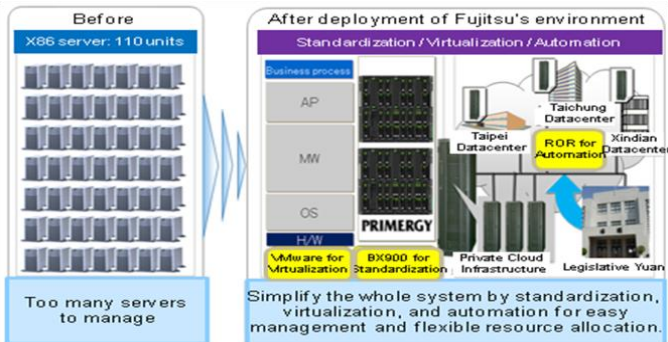 Before
X86 server: 110 units
Too many servers
to manage
After deployment of Fujitsu's environment
Standardization / Virtualization / Automation
Business process
AP
MW
OS
H/W
VMware for
Virtualization
PRIMERGY
BX900 for
Standardization
Taipei
Datacenter
Taichung
Datacenter
Xindian
Datacenter
ROR for
Automation
Private Cloud
Infrastructure
Legislative Yuan
Simplify the whole system by standardization,
virtualization, and automation for easy
management and flexible resource allocation.